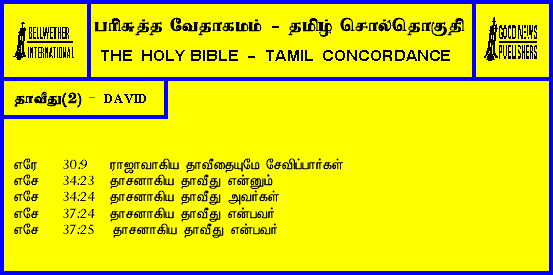 BELLWETHER
INTERNATIONAL
பரிசுத்த வேதாகமம் - தமிழ் சொல்தொகுதி
THE HOLY BIBLE - TAMIL CONCORDANCE
GOOD NEWS
PUBLISHERS
தாவீது(2) - DAVID
எரே 30:9 ராஜாவாகிய தாவீதையுமே சேவிப்பார்கள்
எசே 34:23 தாசனாகிய தாவீது என்னும்
எசே 34:24 தாசனாகிய தாவீது அவர்கள்
எசே 37:24 தாசனாகிய தாவீது என்பவர்
எசே 37:25 தாசனாகிய தாவீது என்பவர்